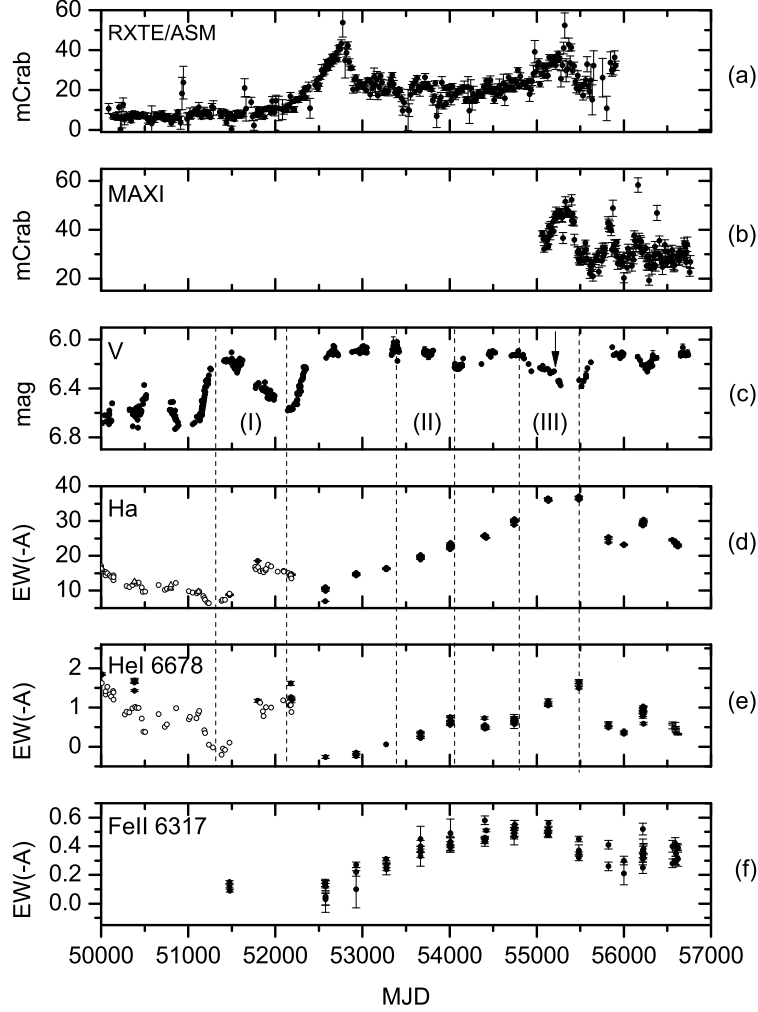 RXTE/ASM
60
40
20
0
mCrab
(a)
MAXI
60
40
20
mCrab
(b)
V
6.0
6.4
6.8
mag
(I)
(II)
(III)
(c)
Ha
40
30
20
10
EW(-A)
(d)
HeI 6678
2
1
0
EW(-A)
(e)
FeII 6317
0.6
0.4
0.2
0.0
EW(-A)
(f)
50000 51000 52000 53000 54000 55000 56000 57000
MJD